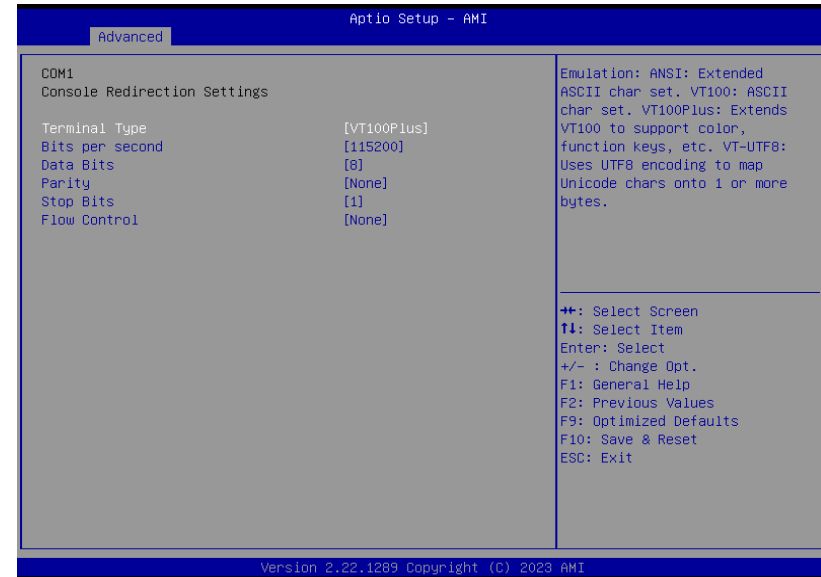 Aptio Setup – AMI
Advanced
COM1
Console Redirection Settings
Terminal Type [VT100Plus]
Bits per second [115200]
Data Bits [8]
Parity [None]
Stop Bits [1]
Flow Control [None]
Emulation: ANSI: Extended
ASCII char set. VT100: ASCII
char set. VT100Plus: Extends
VT100 to support color,
function keys, etc. VT-UTF8:
Uses UTF8 encoding to map
Unicode chars onto 1 or more
bytes.
→←: Select Screen
↑↓: Select Item
Enter: Select
+/- : Change Opt.
F1: General Help
F2: Previous Values
F9: Optimized Defaults
F10: Save & Reset
ESC: Exit
Version 2.22.1289 Copyright (C) 2023 AMI